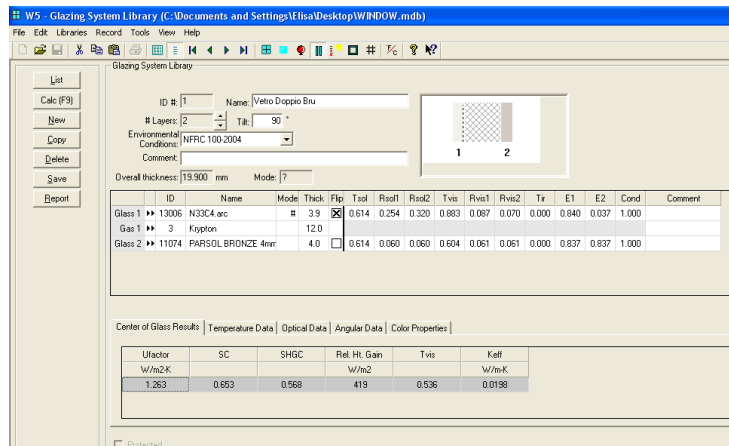 W5 - Glazing System Library (C:\Documents and Settings\Elisa\Desktop\WINDOW.mdb)
File Edit Libraries Record Tools View Help
Glazing System Library
List
Calc (F9)
New
Copy
Delete
Save
Report
ID #: 1 Name: Vetro Doppio Bru
# Layers: 2 Tilt: 90 °
Environmental Conditions: NFRC 100-2004
Comment:
Overall thickness: 19.900 mm Mode: ?
1 2
ID Name Mode Thick Flip Tsol Rsol1 Rsol2 Tvis Rvis1 Rvis2 Tir E1 E2 Cond Comment
Glass 1 13006 N33C4.arc # 3.9 0.614 0.254 0.320 0.883 0.087 0.070 0.000 0.840 0.037 1.000
Gas 1 3 Krypton 12.0
Glass 2 11074 PARSOL BRONZE 4mm 4.0 0.614 0.060 0.060 0.604 0.061 0.061 0.000 0.837 0.837 1.000
Center of Glass Results Temperature Data Optical Data Angular Data Color Properties
Ufactor SC SHGC Rel. Ht. Gain Tvis Keff
W/m2-K W/m2 W/m-K
1.263 0.653 0.568 419 0.536 0.0198
Protected